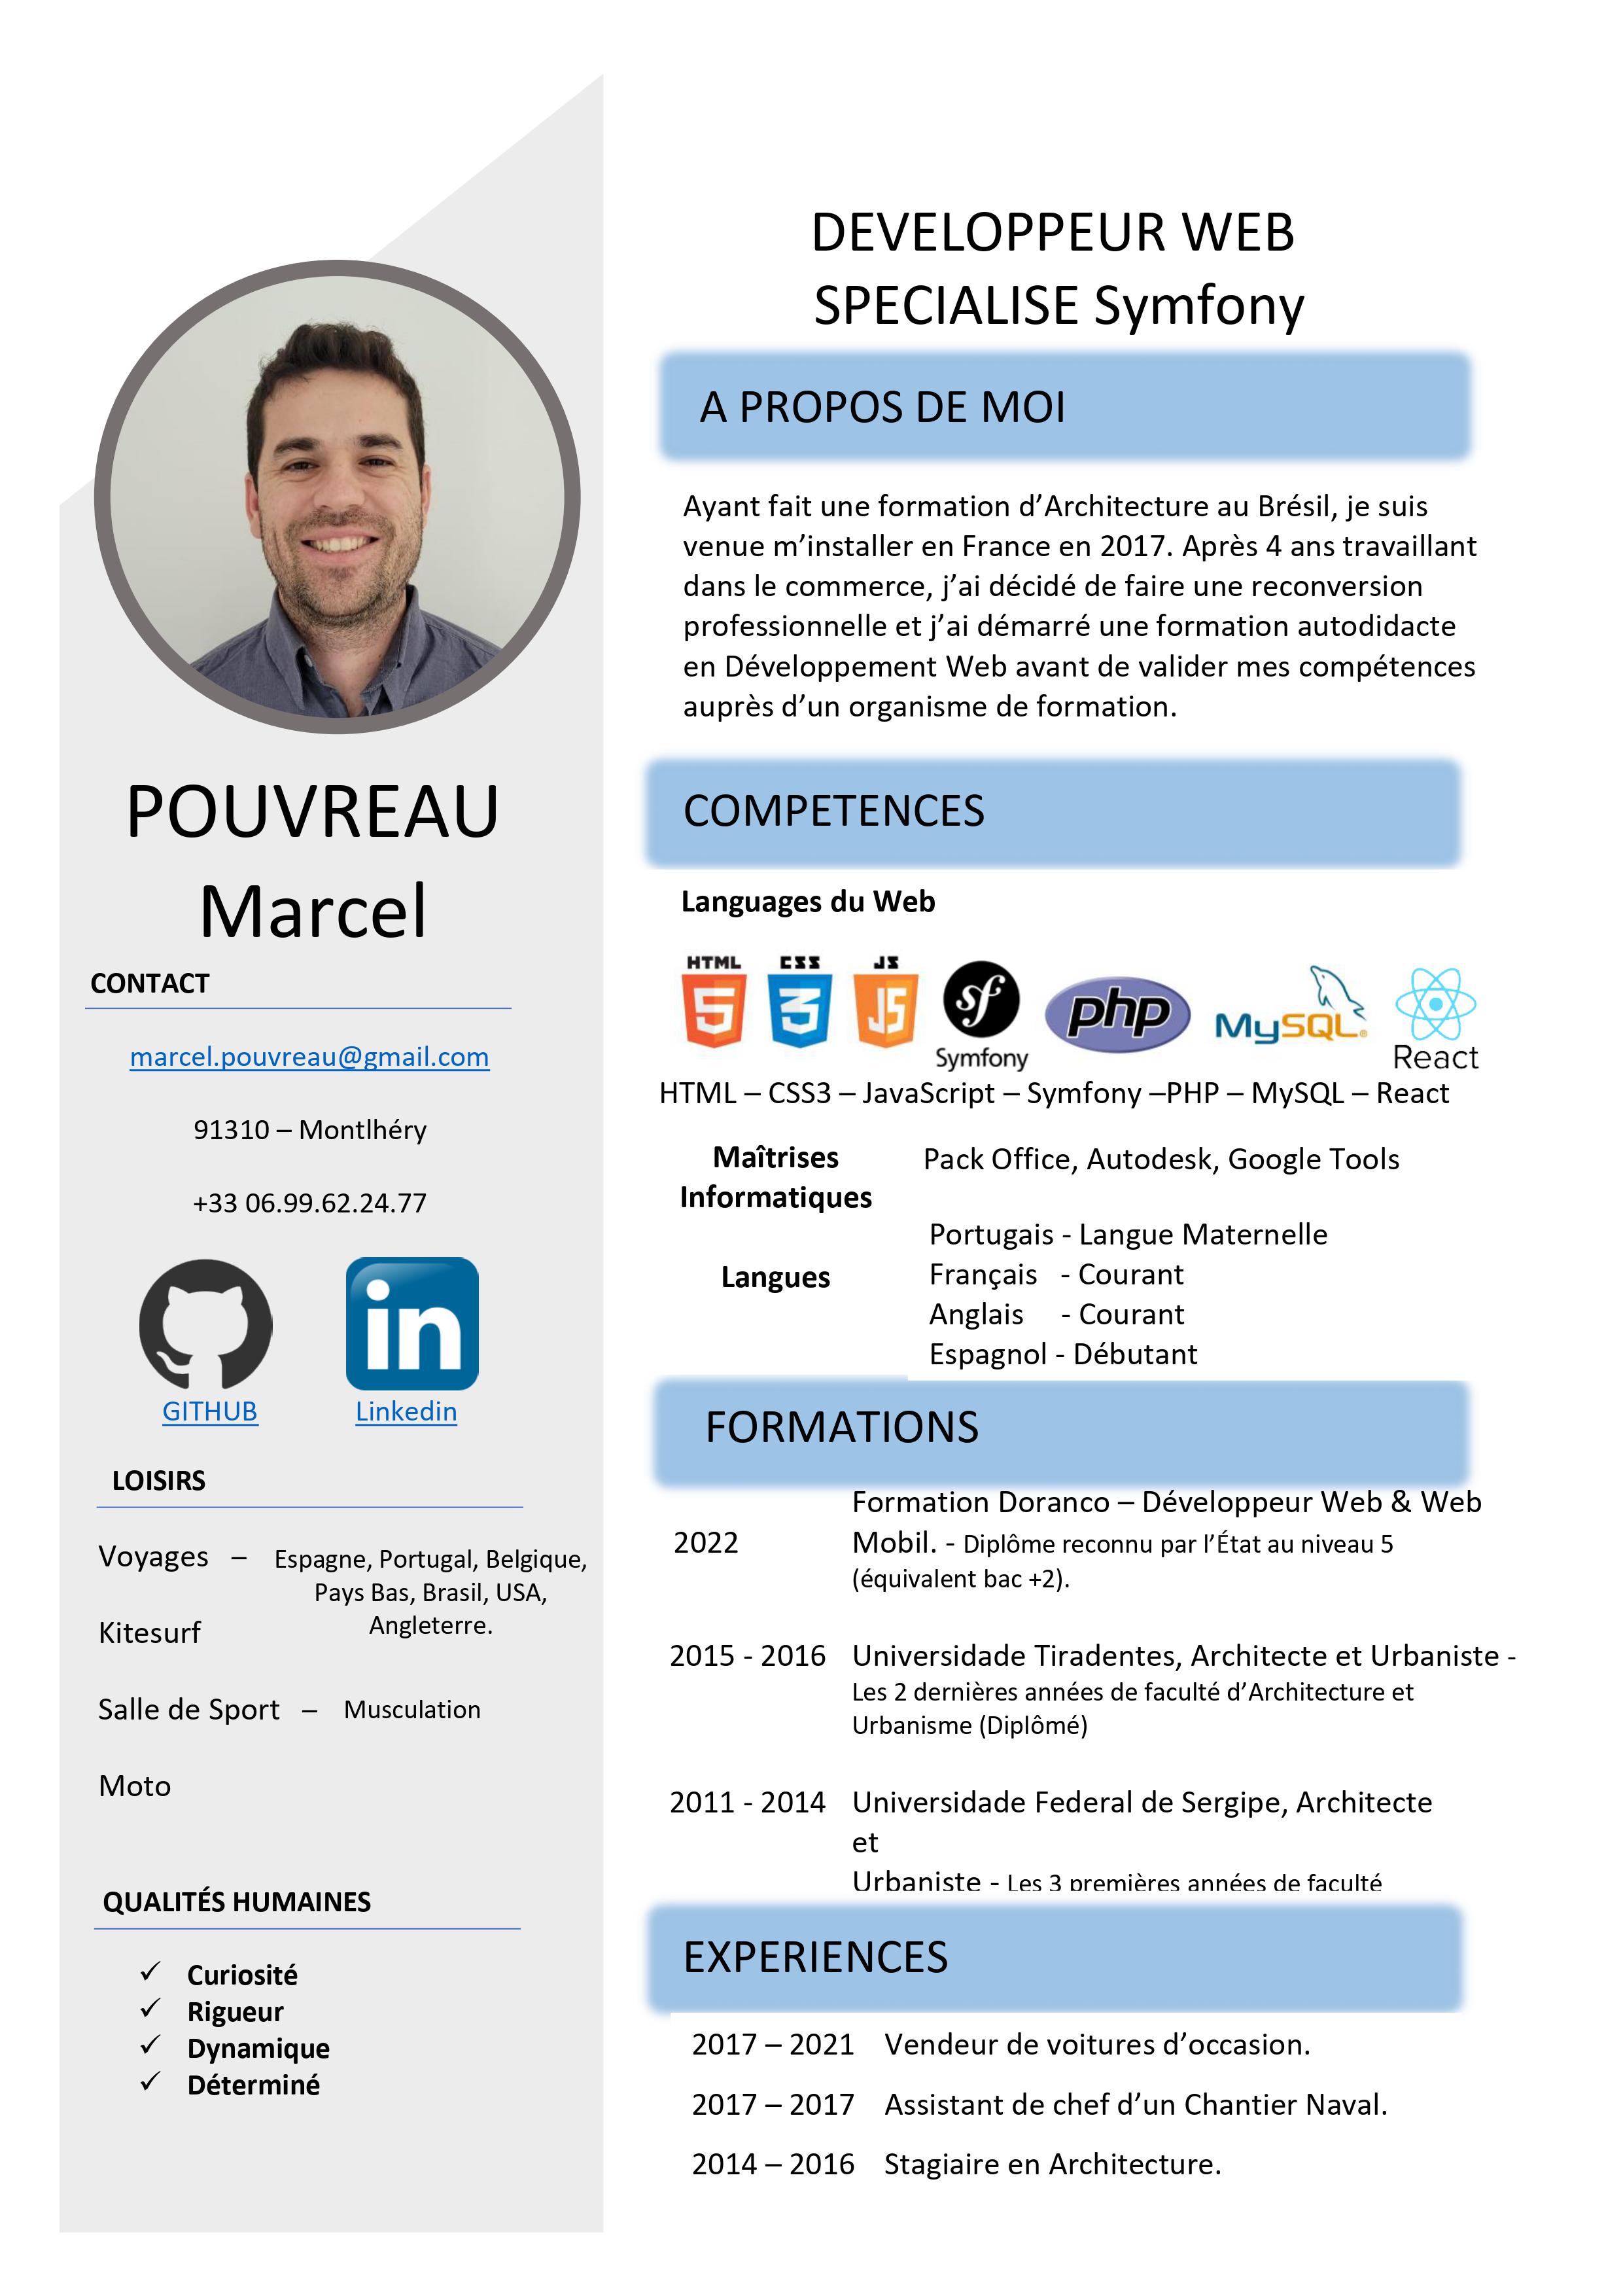 POUVREAU
Marcel
CONTACT
marcel.pouvreau@gmail.com
91310 – Montlhéry
+33 06.99.62.24.77
in
GITHUB
Linkedin
LOISIRS
Voyages – Espagne, Portugal, Belgique,
Pays Bas, Brasil, USA,
Angleterre.
Kitesurf
Salle de Sport – Musculation
Moto
QUALITÉS HUMAINES
✓ Curiosité
✓ Rigueur
✓ Dynamique
✓ Déterminé
DEVELOPPEUR WEB
SPECIALISE Symfony
A PROPOS DE MOI
Ayant fait une formation d’Architecture au Brésil, je suis
venue m’installer en France en 2017. Après 4 ans travaillant
dans le commerce, j’ai décidé de faire une reconversion
professionnelle et j’ai démarré une formation autodidacte
en Développement Web avant de valider mes compétences
auprès d’un organisme de formation.
COMPETENCES
Languages du Web
HTML CSS JS
5 3 JS sf php MySQL®
Symfony React
HTML – CSS3 – JavaScript – Symfony –PHP – MySQL – React
Maîtrises Pack Office, Autodesk, Google Tools
Informatiques
Langues
Portugais - Langue Maternelle
Français - Courant
Anglais - Courant
Espagnol - Débutant
FORMATIONS
Formation Doranco – Développeur Web & Web
2022 Mobil. - Diplôme reconnu par l’État au niveau 5
(équivalent bac +2).
2015 - 2016 Universidade Tiradentes, Architecte et Urbaniste -
Les 2 dernières années de faculté d’Architecture et
Urbanisme (Diplômé)
2011 - 2014 Universidade Federal de Sergipe, Architecte
et
Urbaniste - Les 3 premières années de faculté
EXPERIENCES
2017 – 2021 Vendeur de voitures d’occasion.
2017 – 2017 Assistant de chef d’un Chantier Naval.
2014 – 2016 Stagiaire en Architecture.